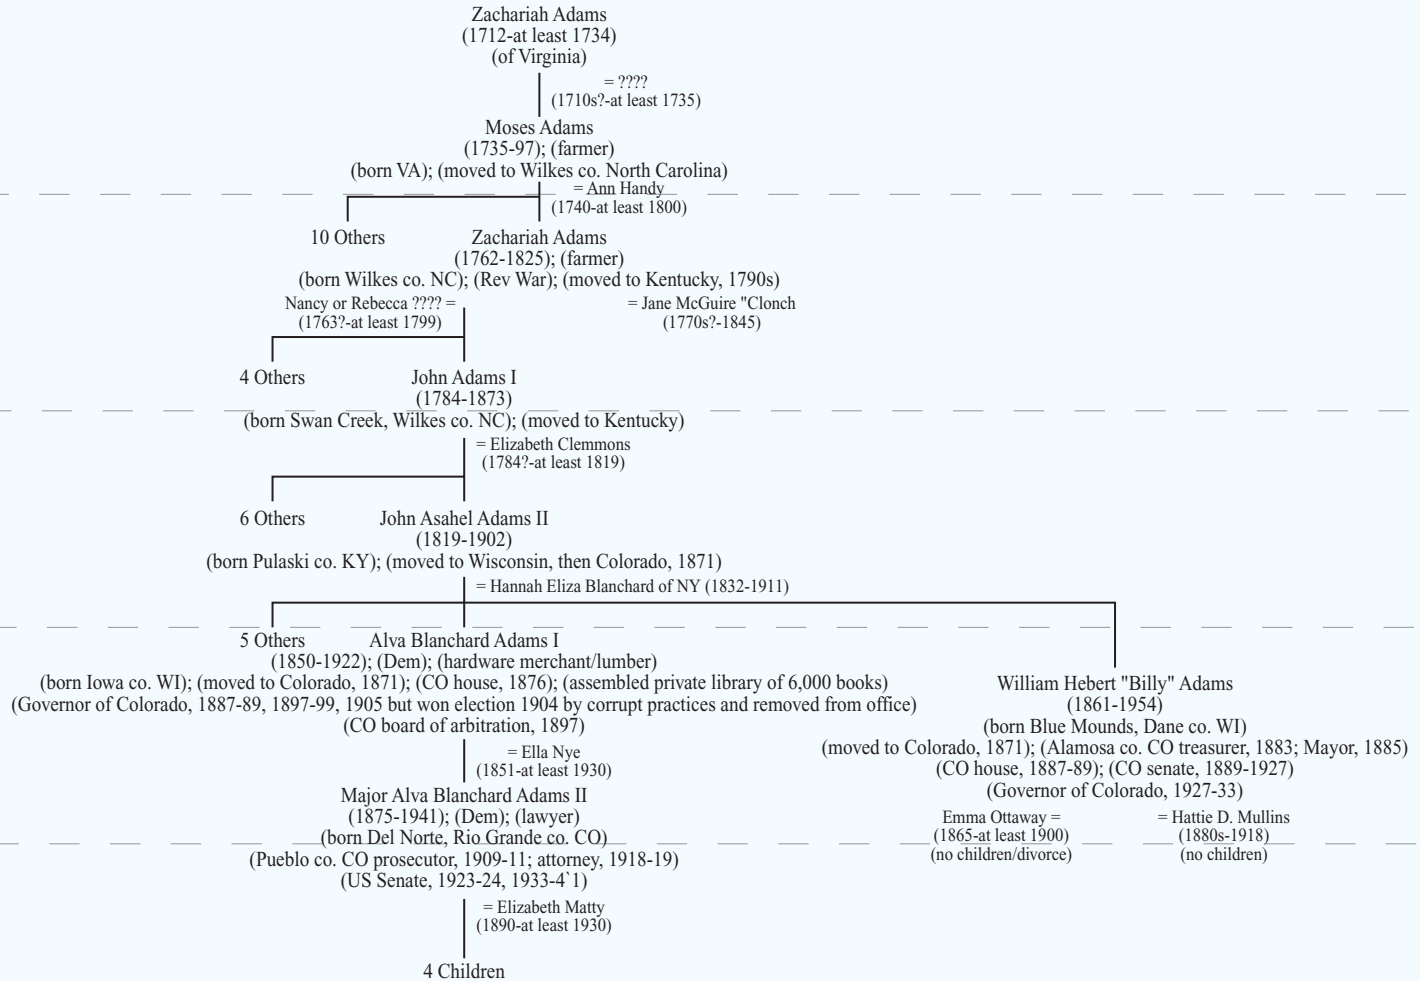 Zachariah Adams
(1712-at least 1734)
(of Virginia)
= ????
(1710s?-at least 1735)
Moses Adams
(1735-97); (farmer)
(born VA); (moved to Wilkes co. North Carolina)
= Ann Handy
(1740-at least 1800)
10 Others
Zachariah Adams
(1762-1825); (farmer)
(born Wilkes co. NC); (Rev War); (moved to Kentucky, 1790s)
Nancy or Rebecca ???? =
(1763?-at least 1799)
= Jane McGuire "Clonch
(1770s?-1845)
4 Others
John Adams I
(1784-1873)
(born Swan Creek, Wilkes co. NC); (moved to Kentucky)
= Elizabeth Clemmons
(1784?-at least 1819)
6 Others
John Asahel Adams II
(1819-1902)
(born Pulaski co. KY); (moved to Wisconsin, then Colorado, 1871)
= Hannah Eliza Blanchard of NY (1832-1911)
5 Others
Alva Blanchard Adams I
(1850-1922); (Dem); (hardware merchant/lumber)
(born Iowa co. WI); (moved to Colorado, 1871); (CO house, 1876); (assembled private library of 6,000 books)
(Governor of Colorado, 1887-89, 1897-99, 1905 but won election 1904 by corrupt practices and removed from office)
(CO board of arbitration, 1897)
= Ella Nye
(1851-at least 1930)
William Hebert "Billy" Adams
(1861-1954)
(born Blue Mounds, Dane co. WI)
(moved to Colorado, 1871); (Alamosa co. CO treasurer, 1883; Mayor, 1885)
(CO house, 1887-89); (CO senate, 1889-1927)
(Governor of Colorado, 1927-33)
Emma Ottaway =
(1865-at least 1900)
(no children/divorce)
= Hattie D. Mullins
(1880s-1918)
(no children)
Major Alva Blanchard Adams II
(1875-1941); (Dem); (lawyer)
(born Del Norte, Rio Grande co. CO)
(Pueblo co. CO prosecutor, 1909-11; attorney, 1918-19)
(US Senate, 1923-24, 1933-4`1)
= Elizabeth Matty
(1890-at least 1930)
4 Children